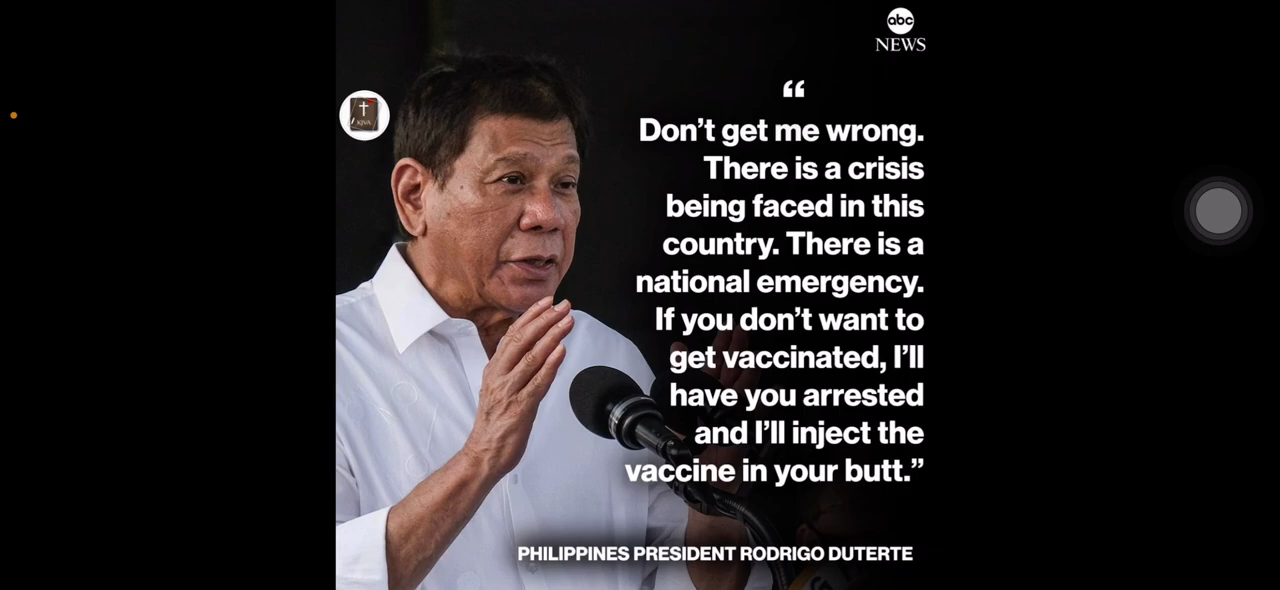 abc
NEWS
KJVA
“
Don’t get me wrong.
There is a crisis
being faced in this
country. There is a
national emergency.
If you don’t want to
get vaccinated, I’ll
have you arrested
and I’ll inject the
vaccine in your butt.”
PHILIPPINES PRESIDENT RODRIGO DUTERTE